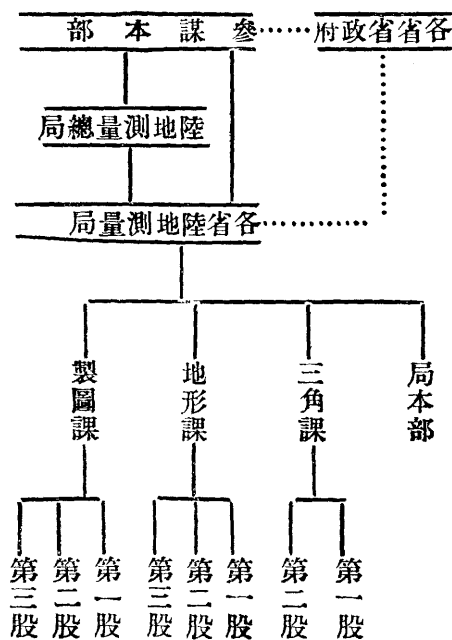 各省省政府
參謀本部
陸地測量總局
各省陸地測量局
局本部
三角課
地形課
製圖課
第一股
第二股
第一股
第二股
第三股
第一股
第二股
第三股